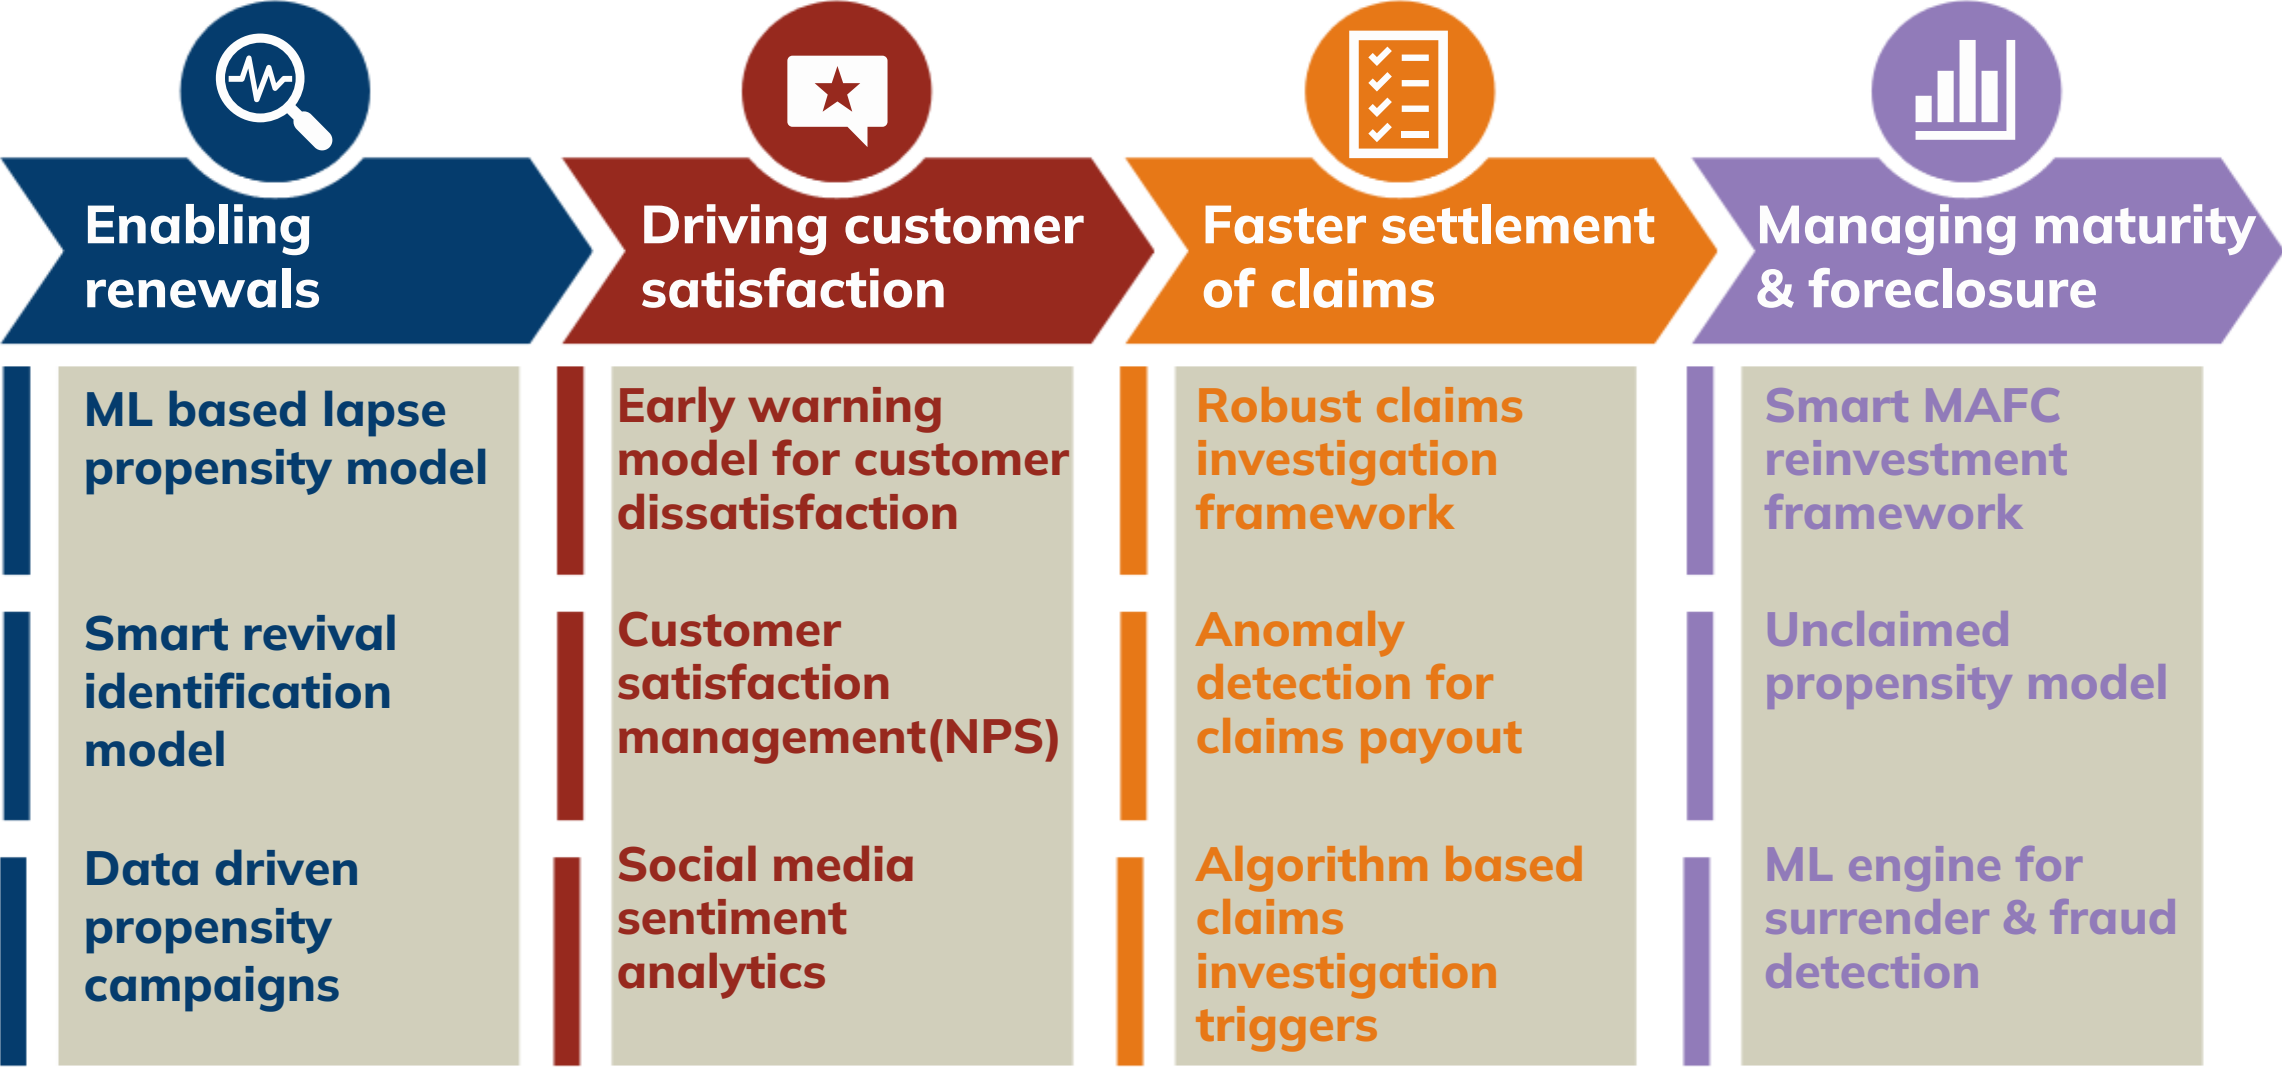 Enabling
renewals
ML based lapse
propensity model
Smart revival
identification
model
Data driven
propensity
campaigns
Driving customer
satisfaction
Early warning
model for customer
dissatisfaction
Customer
satisfaction
management(NPS)
Social media
sentiment
analytics
Faster settlement
of claims
Robust claims
investigation
framework
Anomaly
detection for
claims payout
Algorithm based
claims
investigation
triggers
Managing maturity
& foreclosure
Smart MAFC
reinvestment
framework
Unclaimed
propensity model
ML engine for
surrender & fraud
detection